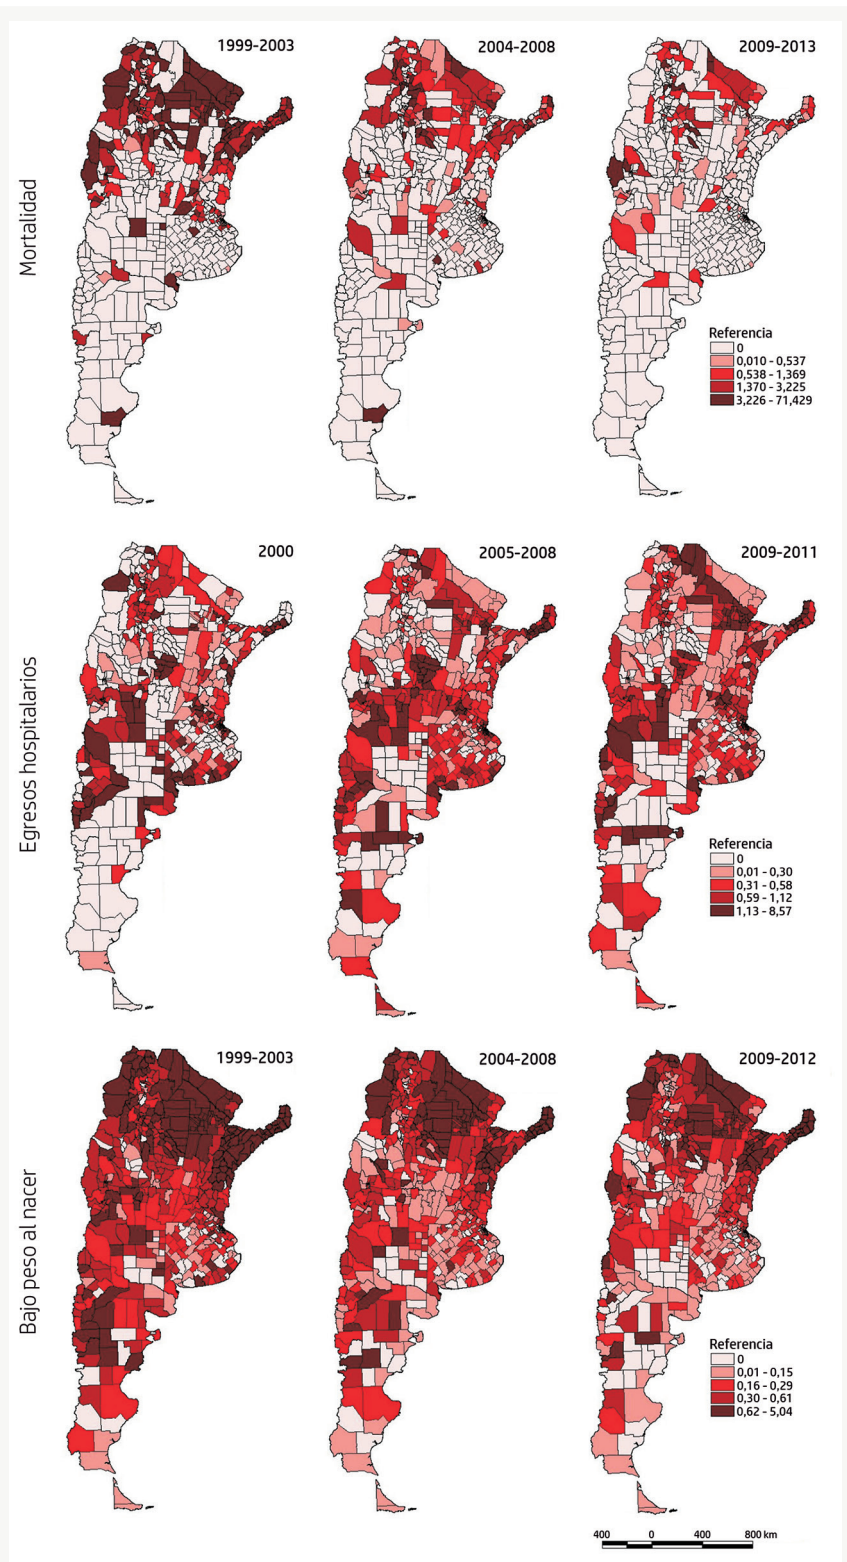 Mortalidad
1999-2003
2004-2008
2009-2013
Referencia
0
0,010 - 0,537
0,538 - 1,369
1,370 - 3,225
3,226 - 71,429
Egresos hospitalarios
2000
2005-2008
2009-2011
Referencia
0
0,01 - 0,30
0,31 - 0,58
0,59 - 1,12
1,13 - 8,57
Bajo peso al nacer
1999-2003
2004-2008
2009-2012
Referencia
0
0,01 - 0,15
0,16 - 0,29
0,30 - 0,61
0,62 - 5,04
400 0 400 800 km